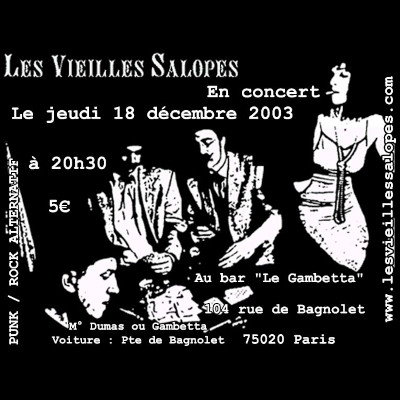 LES VIEILLES SALOPES
En concert
Le jeudi 18 décembre 2003
à 20h30
5€
Au bar "Le Gambetta"
104 rue de Bagnolet
M° Dumas ou Gambetta
Voiture : Pte de Bagnolet
75020 Paris
PUNK / ROCK ALTERNATIF
www.lesvieillessalopes.com